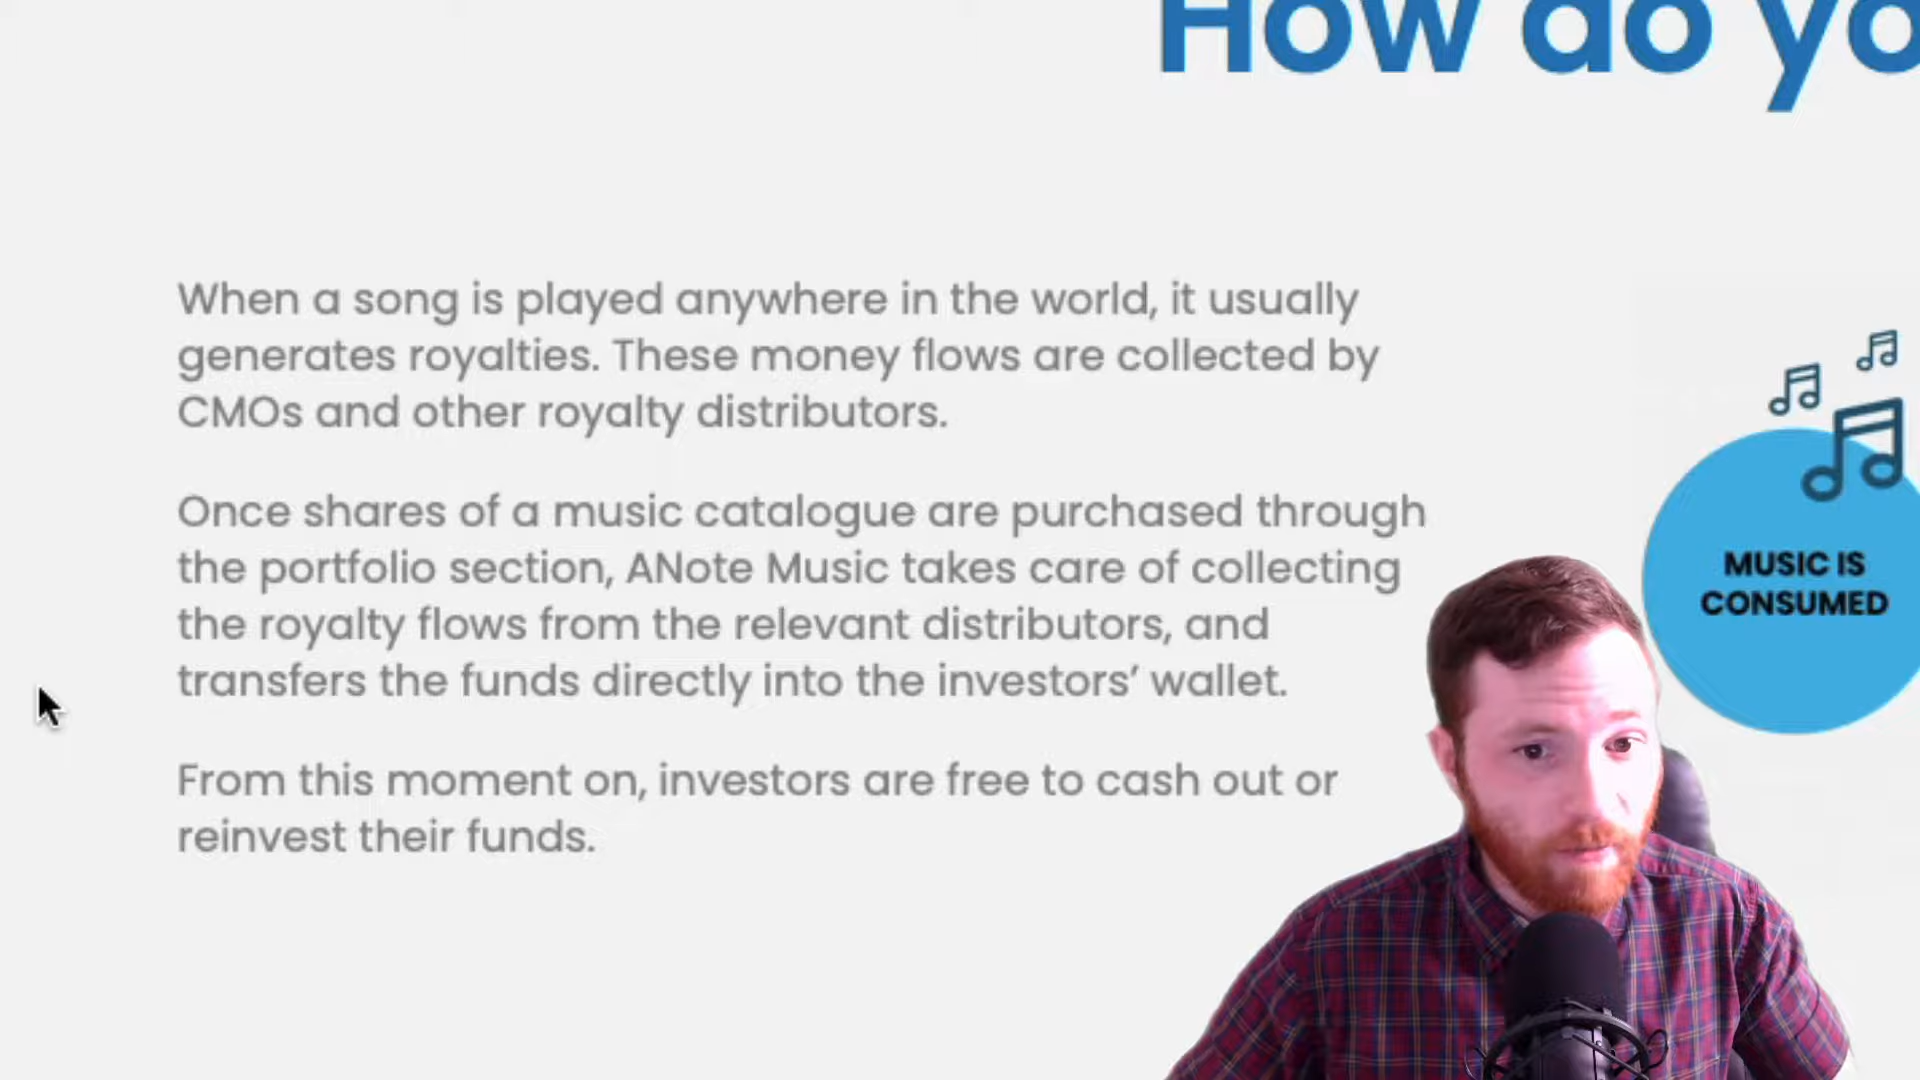 How do yo
When a song is played anywhere in the world, it usually
generates royalties. These money flows are collected by
CMOs and other royalty distributors.
Once shares of a music catalogue are purchased through
the portfolio section, ANote Music takes care of collecting
the royalty flows from the relevant distributors, and
transfers the funds directly into the investors’ wallet.
From this moment on, investors are free to cash out or
reinvest their funds.
MUSIC IS
CONSUMED